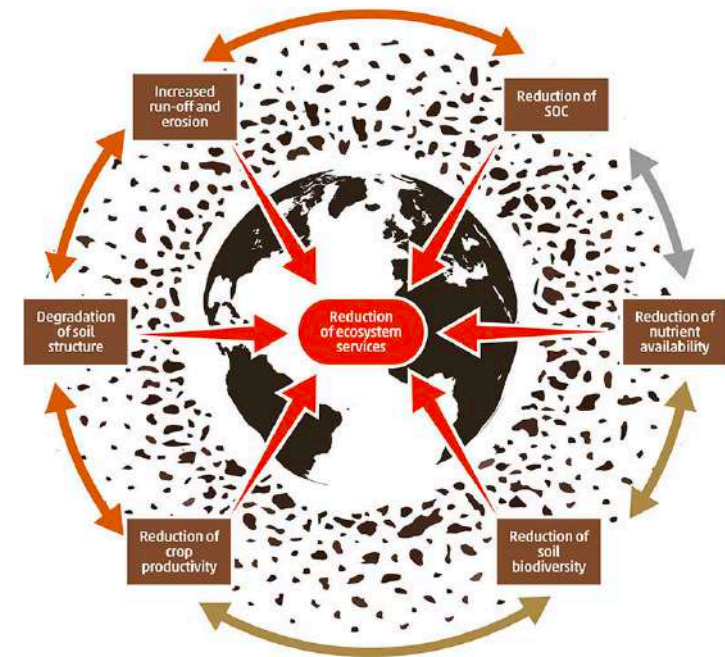 Increased
run-off and
erosion
Reduction of
SOC
Degradation
of soil
structure
Reduction
of ecosystem
services
Reduction of
nutrient
availability
Reduction of
crop
productivity
Reduction of
soil
biodiversity